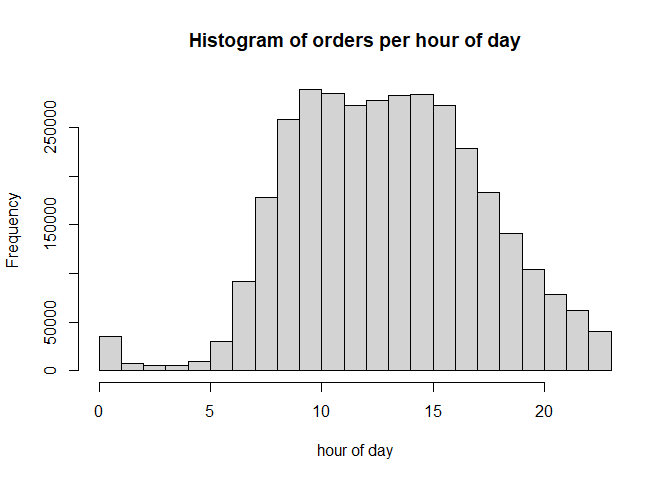 Histogram of orders per hour of day
Frequency
250000
150000
50000
0
0 5 10 15 20
hour of day